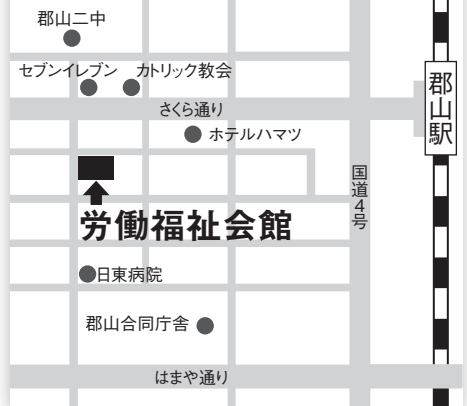 郡山二中
セブンイレブン
カトリック教会
さくら通り
郡山駅
ホテルハマツ
国道4号
労働福祉会館
日東病院
郡山合同庁舎
はまや通り